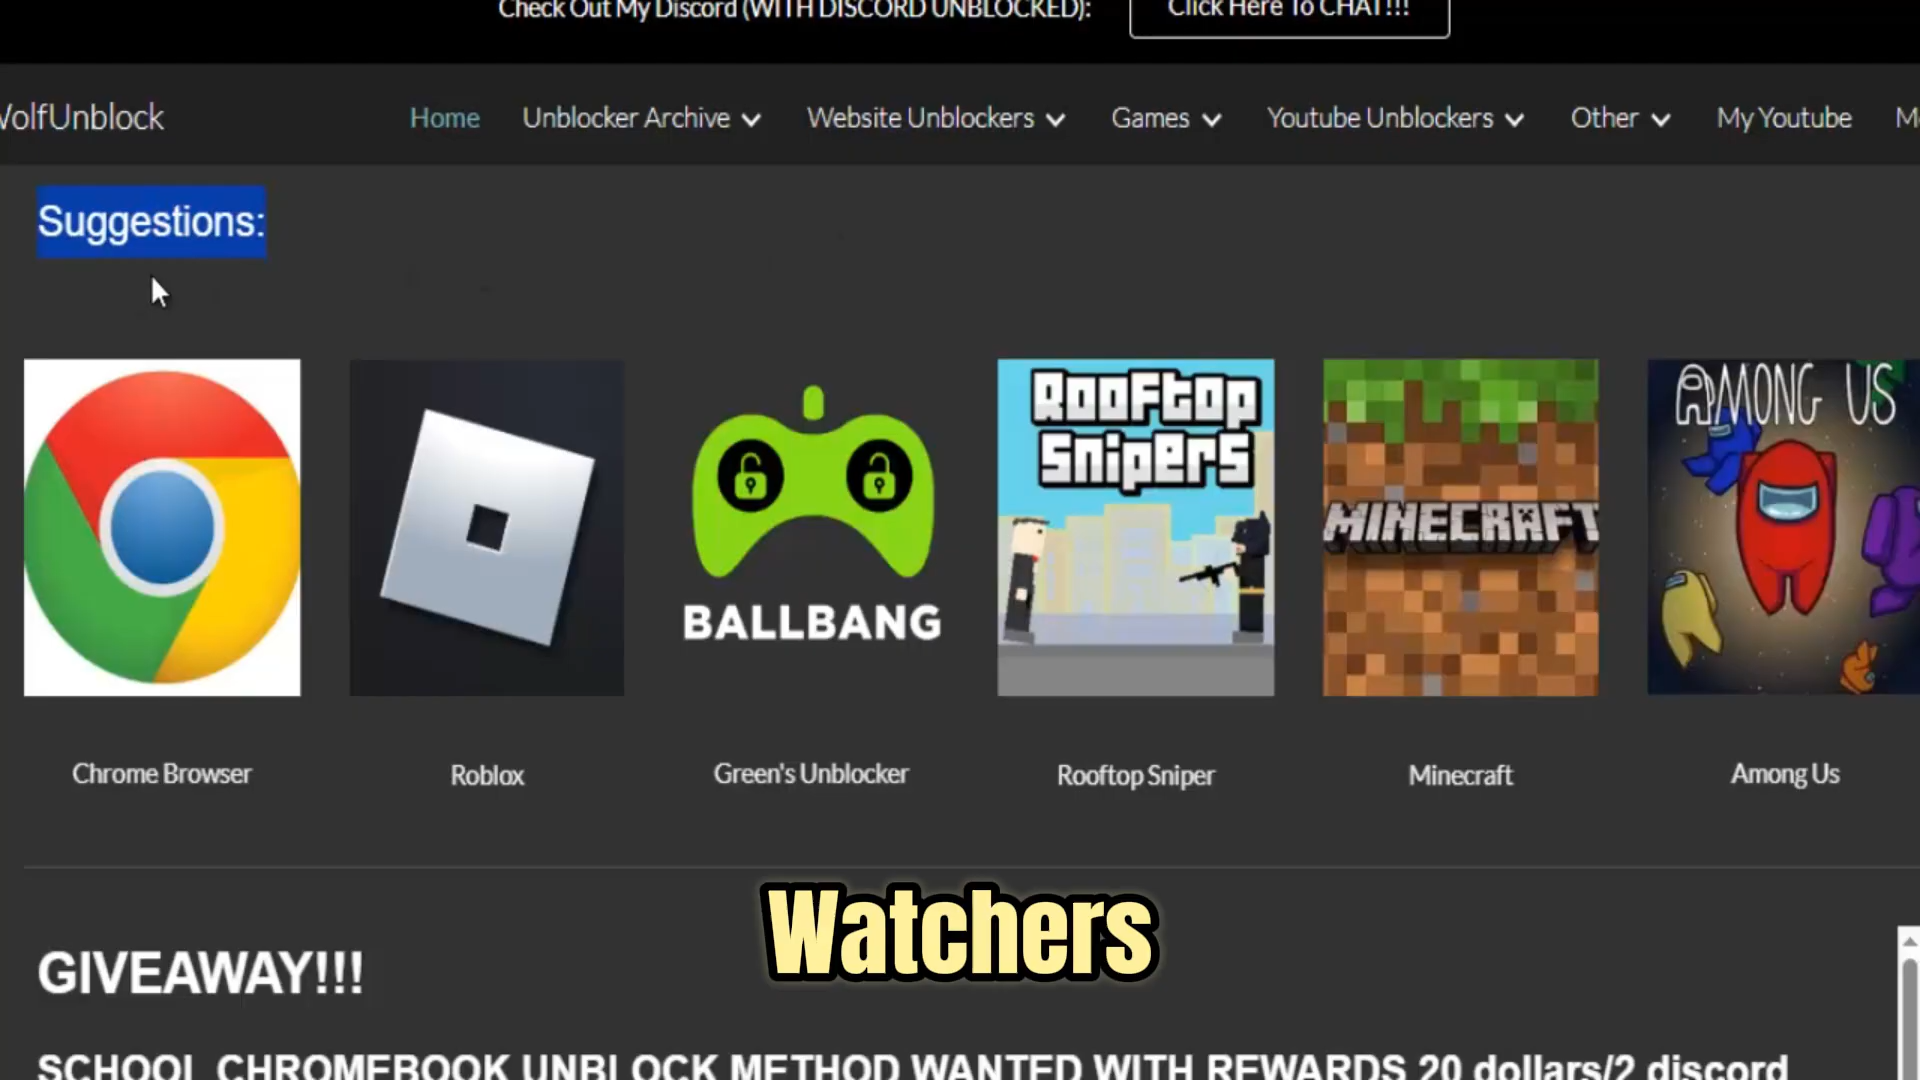 Check Out My Discord (WITH DISCORD UNBLOCKED):
Click Here To CHAT!!!
WolfUnblock
Home
Unblocker Archive
Website Unblockers
Games
Youtube Unblockers
Other
My Youtube
Suggestions:
ROOFTOP
SNIPERS
AMONG US
MINECRAFT
BALLBANG
Chrome Browser
Roblox
Green's Unblocker
Rooftop Sniper
Minecraft
Among Us
Watchers
GIVEAWAY!!!
SCHOOL CHROMEBOOK UNBLOCK METHOD WANTED WITH REWARDS 20 dollars/2 discord